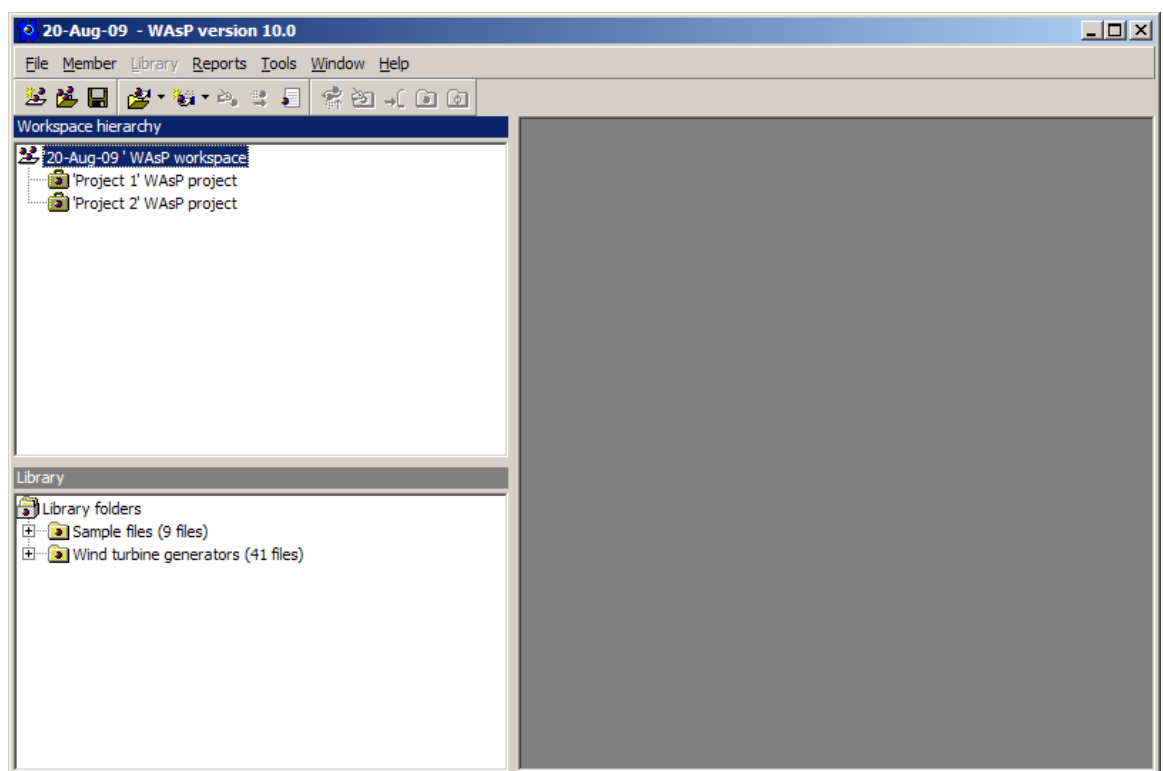 20-Aug-09 - WAsP version 10.0
File Member Library Reports Tools Window Help
Workspace hierarchy
'20-Aug-09 ' WAsP workspace
'Project 1' WAsP project
'Project 2' WAsP project
Library
Library folders
Sample files (9 files)
Wind turbine generators (41 files)